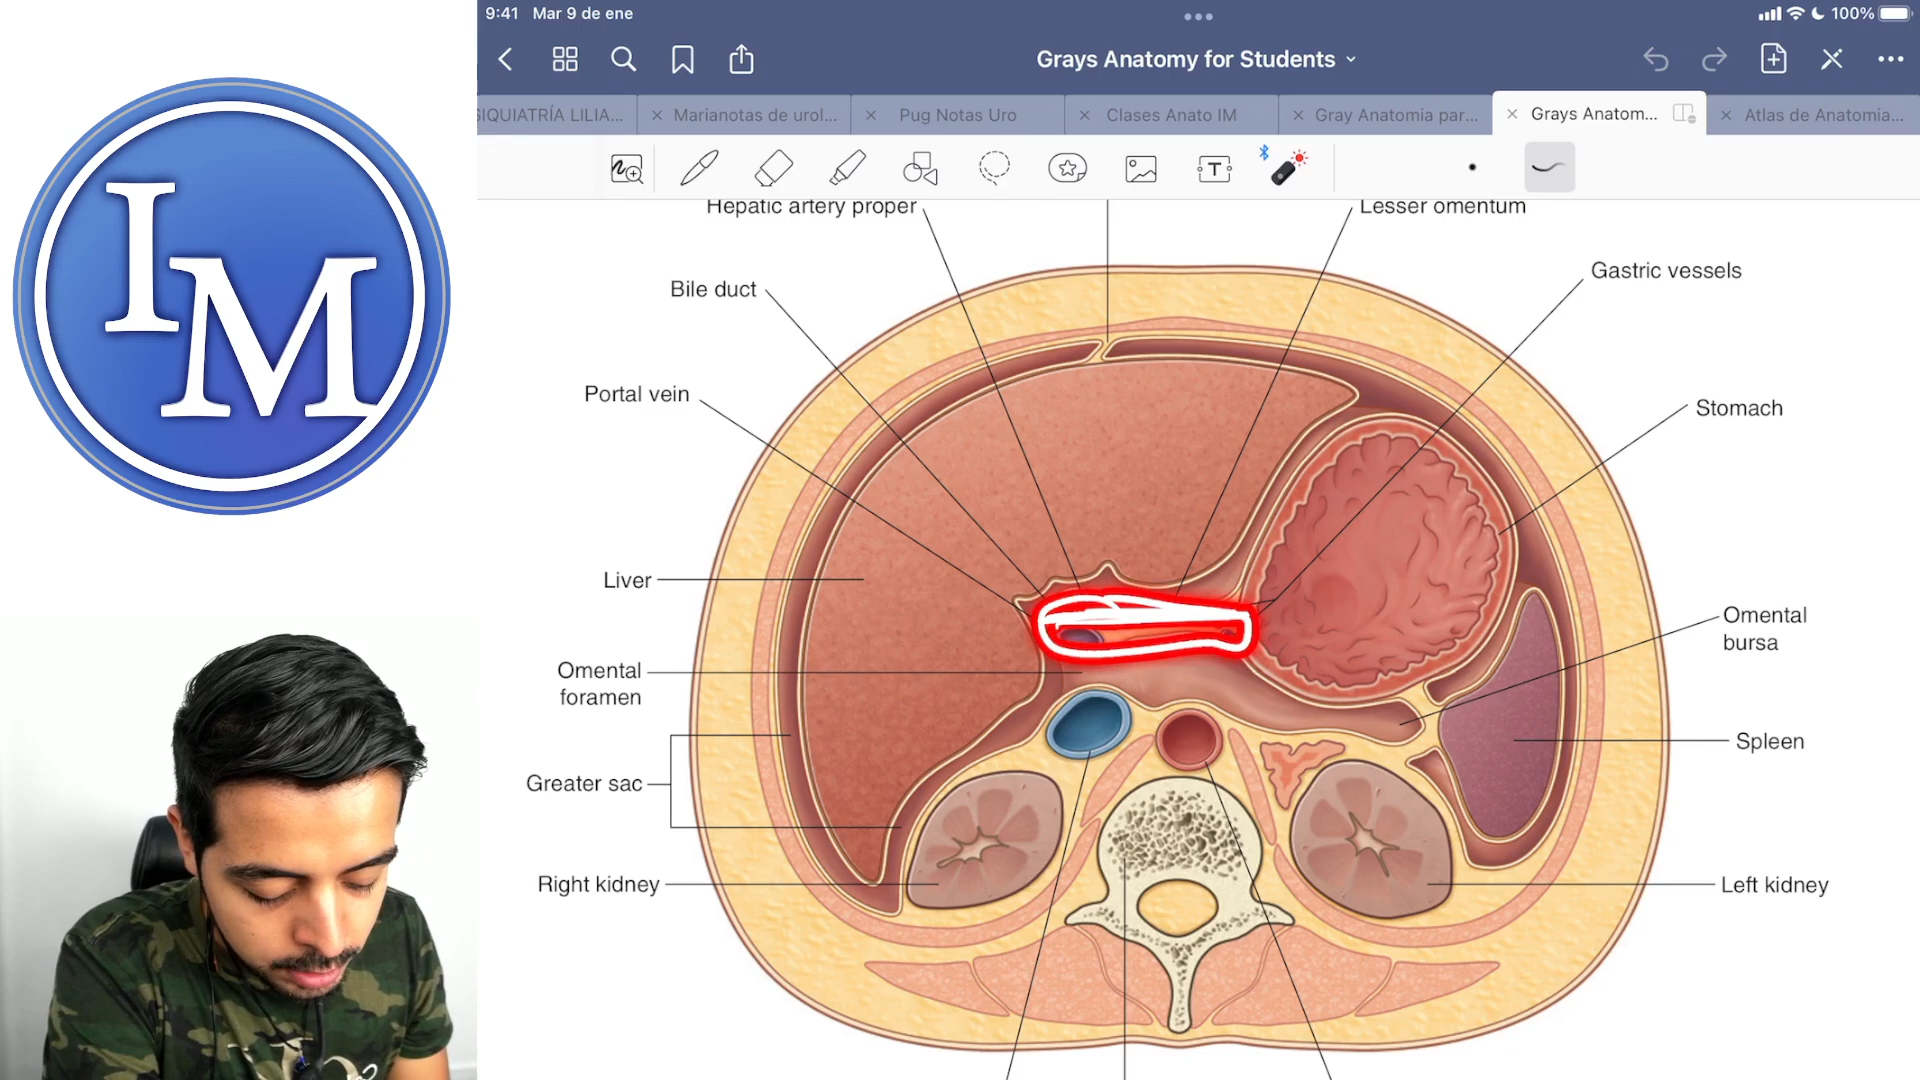 9:41 Mar 9 de ene
100%
Grays Anatomy for Students
SIQUIATRÍA LILIA...
Marianotas de urol...
Pug Notas Uro
Clases Anato IM
Gray Anatomia par...
Grays Anatom...
Atlas de Anatomia...
T
IM
Hepatic artery proper
Lesser omentum
Gastric vessels
Bile duct
Portal vein
Stomach
Liver
Omental
bursa
Omental
foramen
Spleen
Greater sac
Right kidney
Left kidney